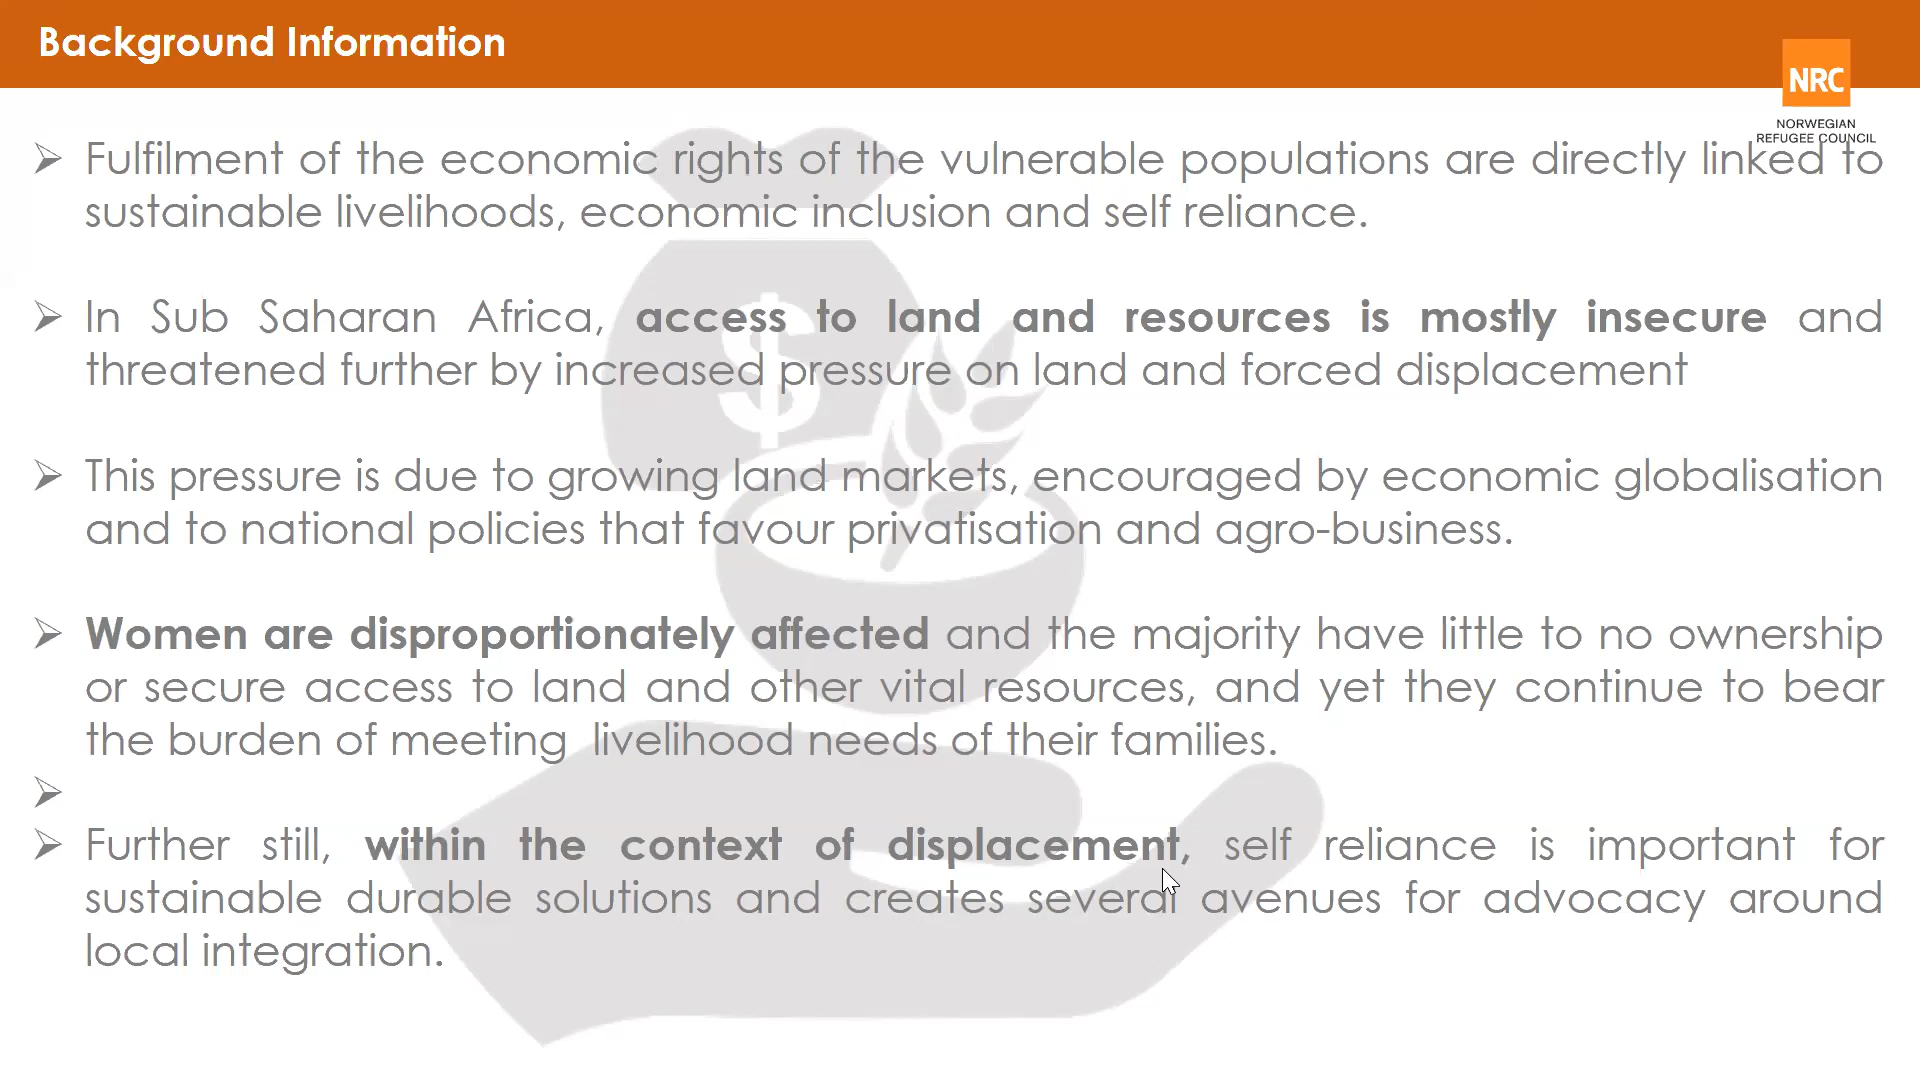 Background Information
NRC
NORWEGIAN
REFUGEE COUNCIL
➢ Fulfilment of the economic rights of the vulnerable populations are directly linked to
sustainable livelihoods, economic inclusion and self reliance.
➢ In Sub Saharan Africa, access to land and resources is mostly insecure and
threatened further by increased pressure on land and forced displacement
➢ This pressure is due to growing land markets, encouraged by economic globalisation
and to national policies that favour privatisation and agro-business.
➢ Women are disproportionately affected and the majority have little to no ownership
or secure access to land and other vital resources, and yet they continue to bear
the burden of meeting  livelihood needs of their families.
➢
➢ Further still, within the context of displacement, self reliance is important for
sustainable durable solutions and creates several avenues for advocacy around
local integration.
$